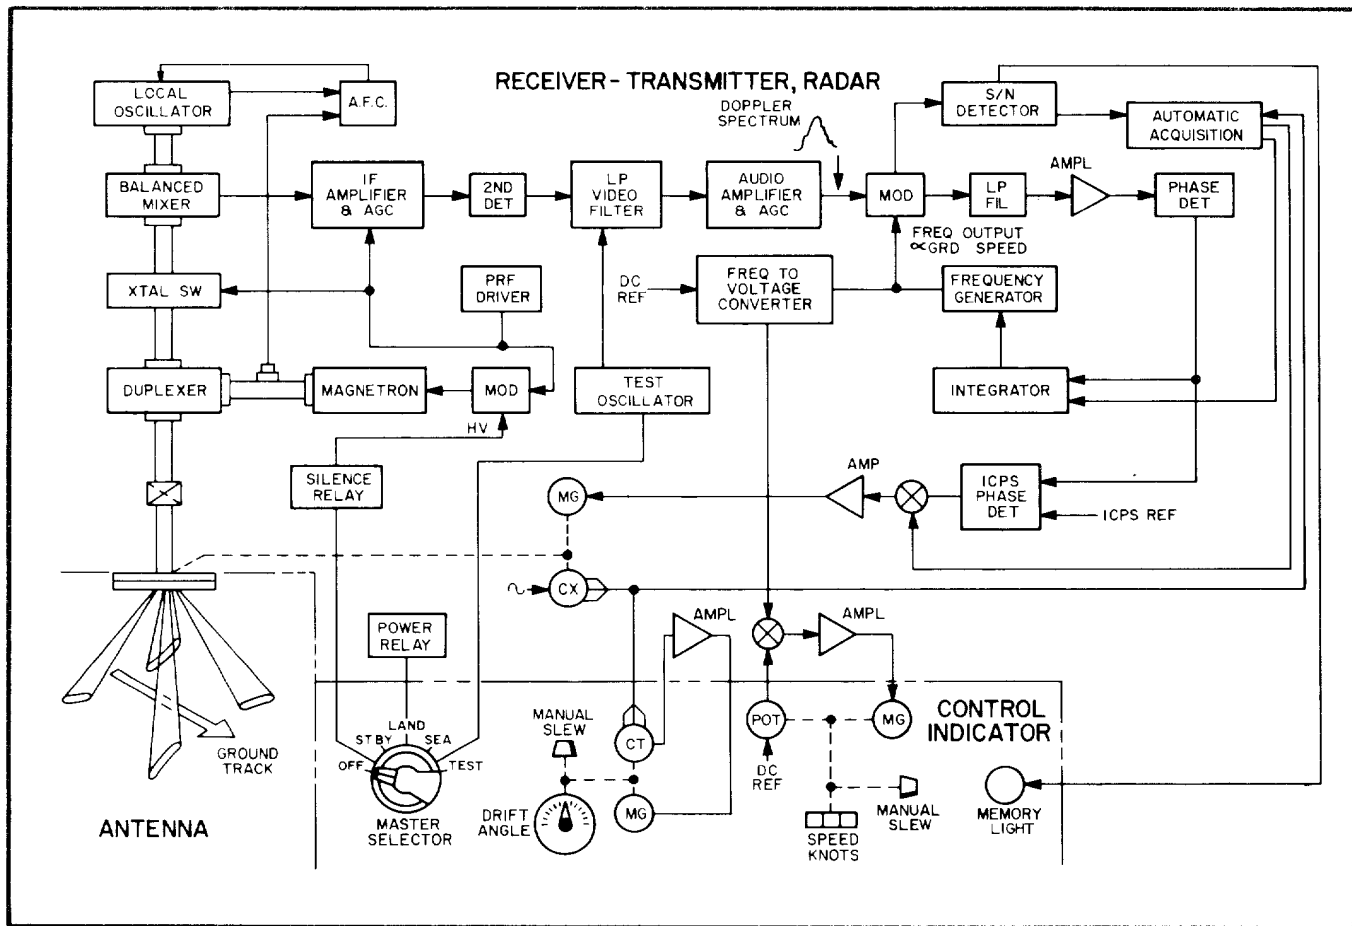 RECEIVER - TRANSMITTER, RADAR
LOCAL
OSCILLATOR
A.F.C.
DOPPLER
SPECTRUM
S/N
DETECTOR
AUTOMATIC
ACQUISITION
BALANCED
MIXER
IF
AMPLIFIER
& AGC
2ND
DET
LP
VIDEO
FILTER
AUDIO
AMPLIFIER
& AGC
MOD
LP
FIL
AMPL
PHASE
DET
FREQ OUTPUT
∝GRD SPEED
XTAL SW
PRF
DRIVER
DC
REF
FREQ TO
VOLTAGE
CONVERTER
FREQUENCY
GENERATOR
DUPLEXER
MAGNETRON
MOD
HV
TEST
OSCILLATOR
INTEGRATOR
SILENCE
RELAY
MG
AMP
ICPS
PHASE
DET
ICPS REF
CX
POWER
RELAY
AMPL
AMPL
GROUND
TRACK
ANTENNA
OFF
STBY
LAND
SEA
TEST
MASTER
SELECTOR
MANUAL
SLEW
CT
DRIFT
ANGLE
MG
POT
MG
DC
REF
CONTROL
INDICATOR
SPEED
KNOTS
MANUAL
SLEW
MEMORY
LIGHT